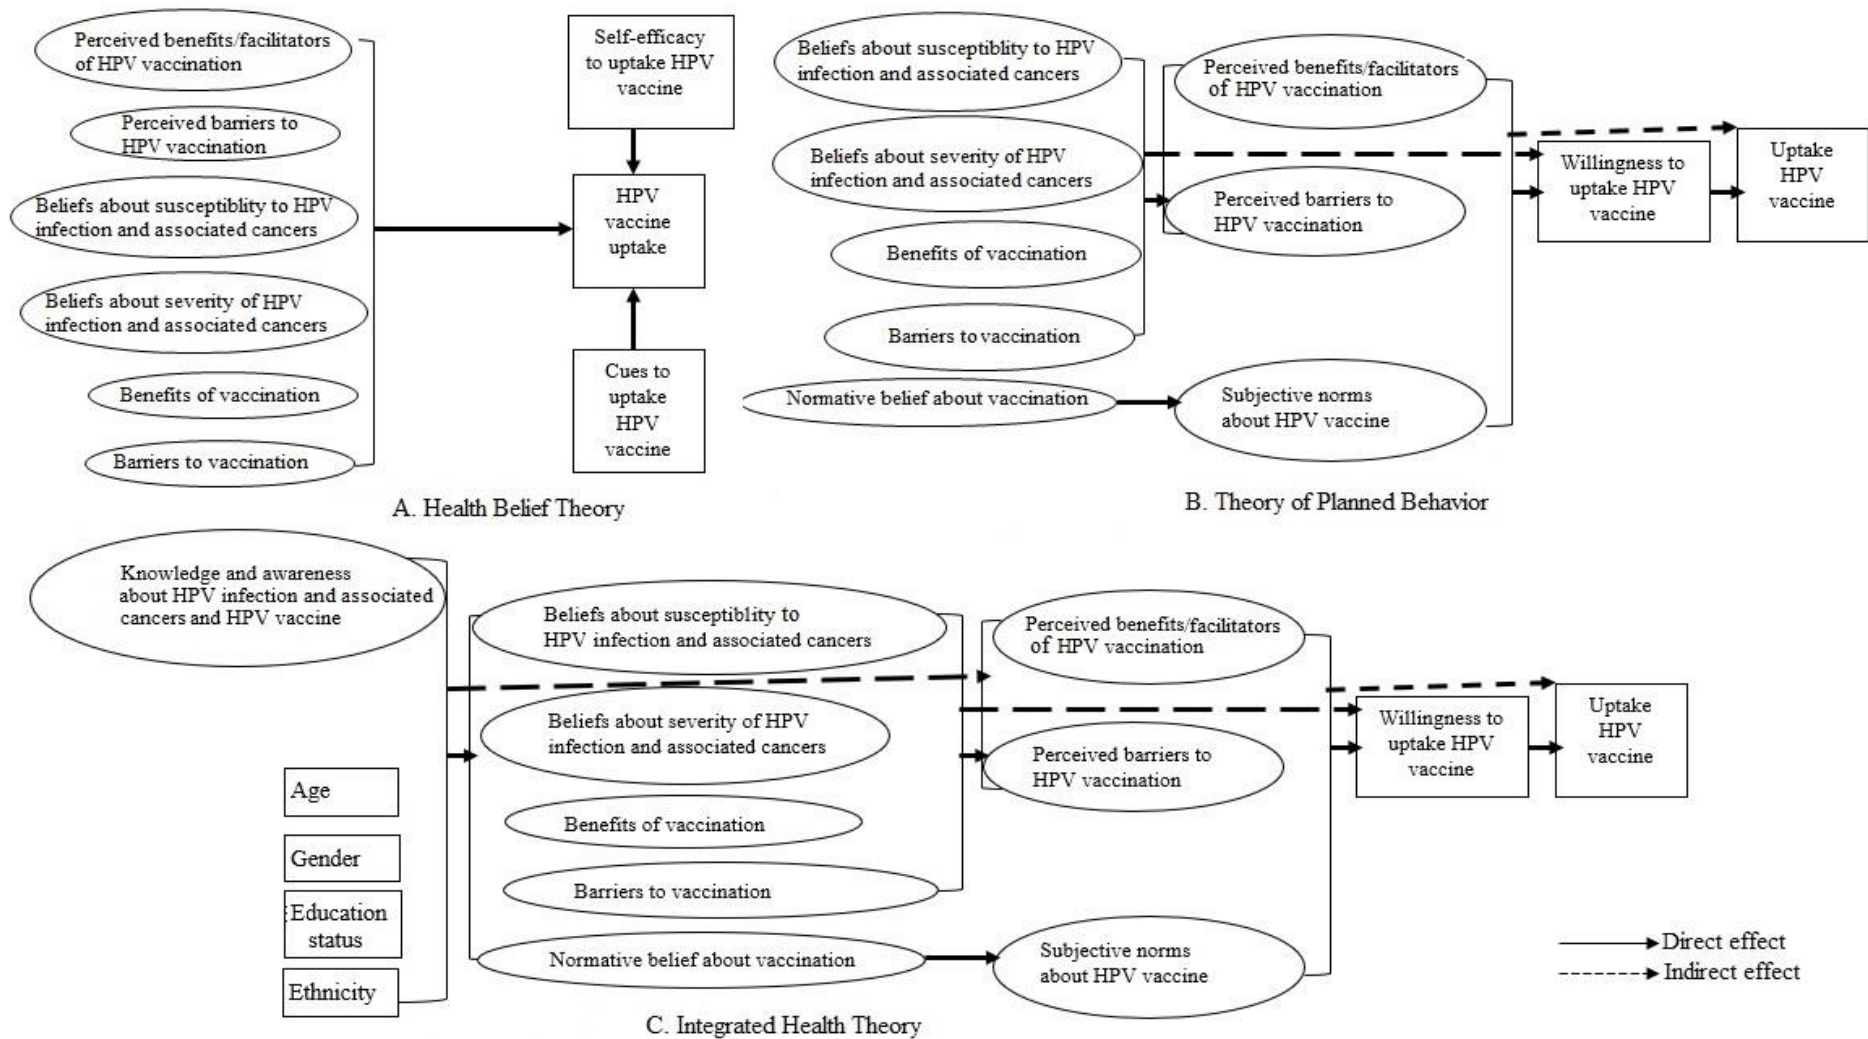 Perceived benefits/facilitators
of HPV vaccination
Perceived barriers to
HPV vaccination
Beliefs about susceptiblity to HPV
infection and associated cancers
Beliefs about severity of HPV
infection and associated cancers
Benefits of vaccination
Barriers to vaccination
Self-efficacy
to uptake HPV
vaccine
HPV
vaccine
uptake
Cues to
uptake
HPV
vaccine
A. Health Belief Theory
Beliefs about susceptiblity to HPV
infection and associated cancers
Beliefs about severity of HPV
infection and associated cancers
Benefits of vaccination
Barriers to vaccination
Normative belief about vaccination
Perceived benefits/facilitators
of HPV vaccination
Perceived barriers to
HPV vaccination
Subjective norms
about HPV vaccine
Willingness to
uptake HPV
vaccine
Uptake
HPV
vaccine
B. Theory of Planned Behavior
Knowledge and awareness
about HPV infection and associated
cancers and HPV vaccine
Age
Gender
Education
status
Ethnicity
Beliefs about susceptiblity to
HPV infection and associated cancers
Beliefs about severity of HPV
infection and associated cancers
Benefits of vaccination
Barriers to vaccination
Normative belief about vaccination
Perceived benefits/facilitators
of HPV vaccination
Perceived barriers to
HPV vaccination
Subjective norms
about HPV vaccine
Willingness to
uptake HPV
vaccine
Uptake
HPV
vaccine
Direct effect
Indirect effect
C. Integrated Health Theory